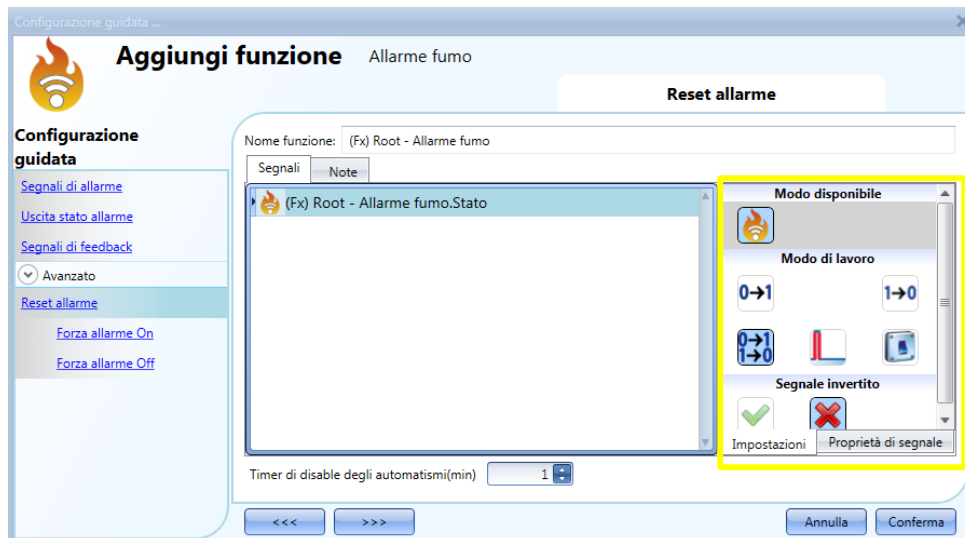 Configurazione guidata ...
Aggiungi funzione Allarme fumo
Reset allarme
Configurazione
guidata
Segnali di allarme
Uscita stato allarme
Segnali di feedback
Avanzato
Reset allarme
Forza allarme On
Forza allarme Off
Nome funzione: (Fx) Root - Allarme fumo
Segnali Note
(Fx) Root - Allarme fumo.Stato
Modo disponibile
Modo di lavoro
0→1 1→0
0→1
1→0
Segnale invertito
Impostazioni Proprietà di segnale
Timer di disable degli automatismi(min) 1
<<< >>> Annulla Conferma